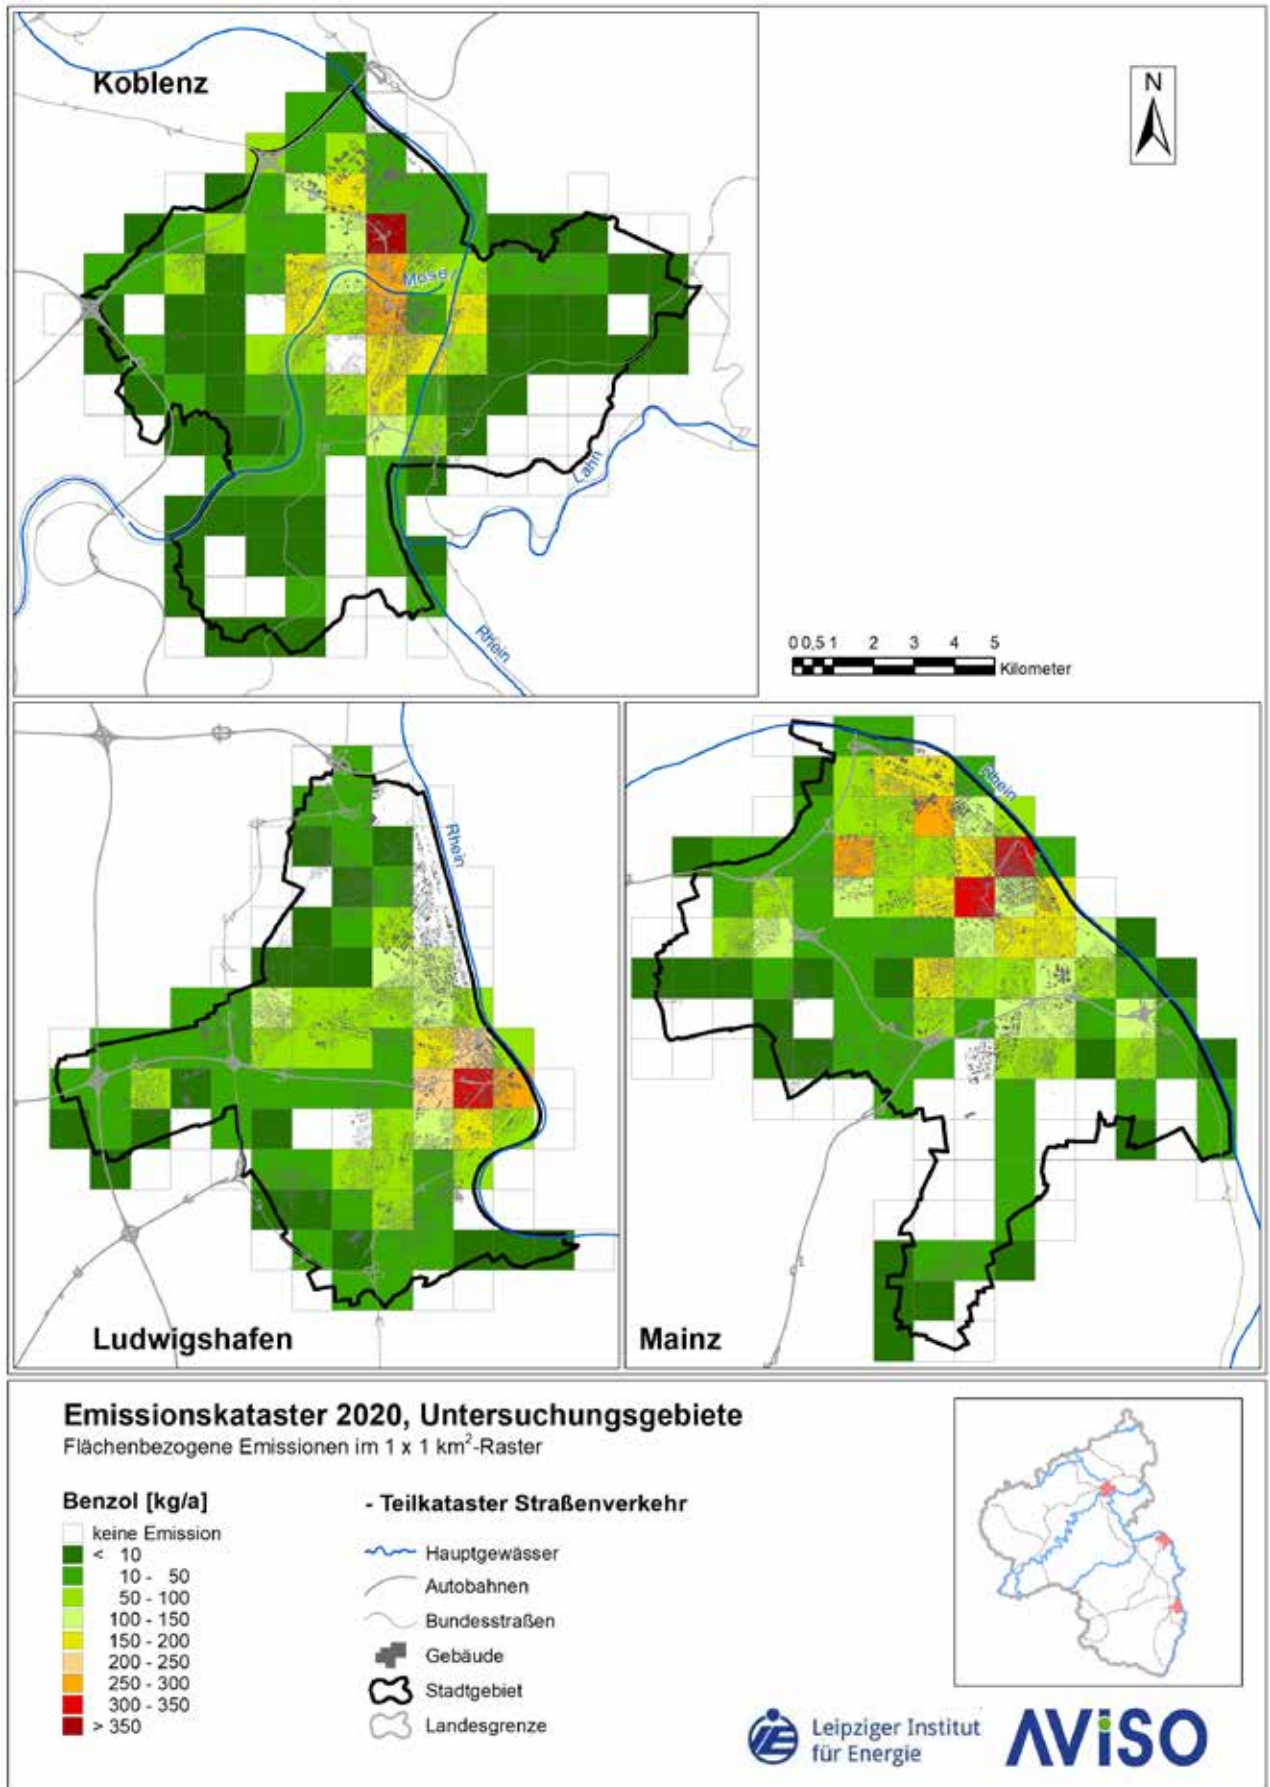 Koblenz
N
Mosel
Lahn
Rhein
0 0,5 1 2 3 4 5
Kilometer
Rhein
Ludwigshafen
Rhein
Mainz
Emissionskataster 2020, Untersuchungsgebiete
Flächenbezogene Emissionen im 1 x 1 km²-Raster
Benzol [kg/a]
keine Emission
< 10
10 - 50
50 - 100
100 - 150
150 - 200
200 - 250
250 - 300
300 - 350
> 350
- Teilkataster Straßenverkehr
Hauptgewässer
Autobahnen
Bundesstraßen
Gebäude
Stadtgebiet
Landesgrenze
Leipziger Institut
für Energie
AViSO